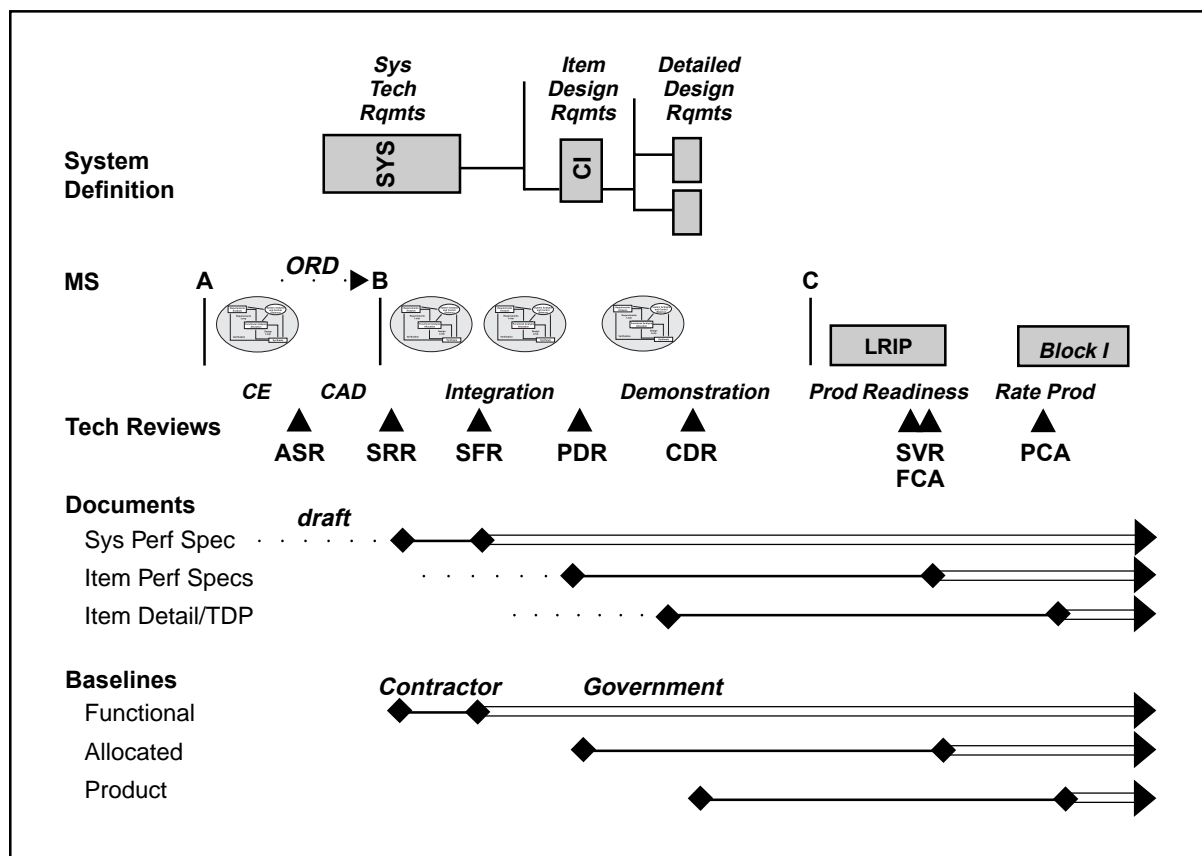 Sys
Tech
Rqmts
Item
Design
Rqmts
Detailed
Design
Rqmts
System
Definition
SYS
CI
MS
A
ORD
B
C
LRIP
Block I
CE
CAD
Integration
Demonstration
Prod Readiness
Rate Prod
Tech Reviews
ASR
SRR
SFR
PDR
CDR
SVR
FCA
PCA
Documents
draft
Sys Perf Spec
Item Perf Specs
Item Detail/TDP
Baselines
Contractor
Government
Functional
Allocated
Product